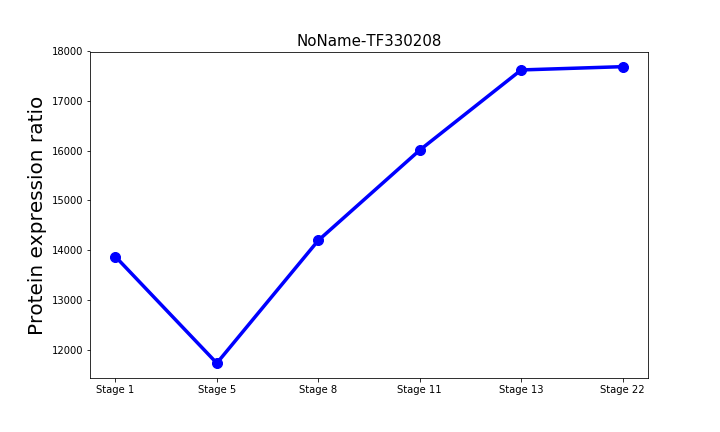 NoName-TF330208
Protein expression ratio
18000
17000
16000
15000
14000
13000
12000
Stage 1
Stage 5
Stage 8
Stage 11
Stage 13
Stage 22